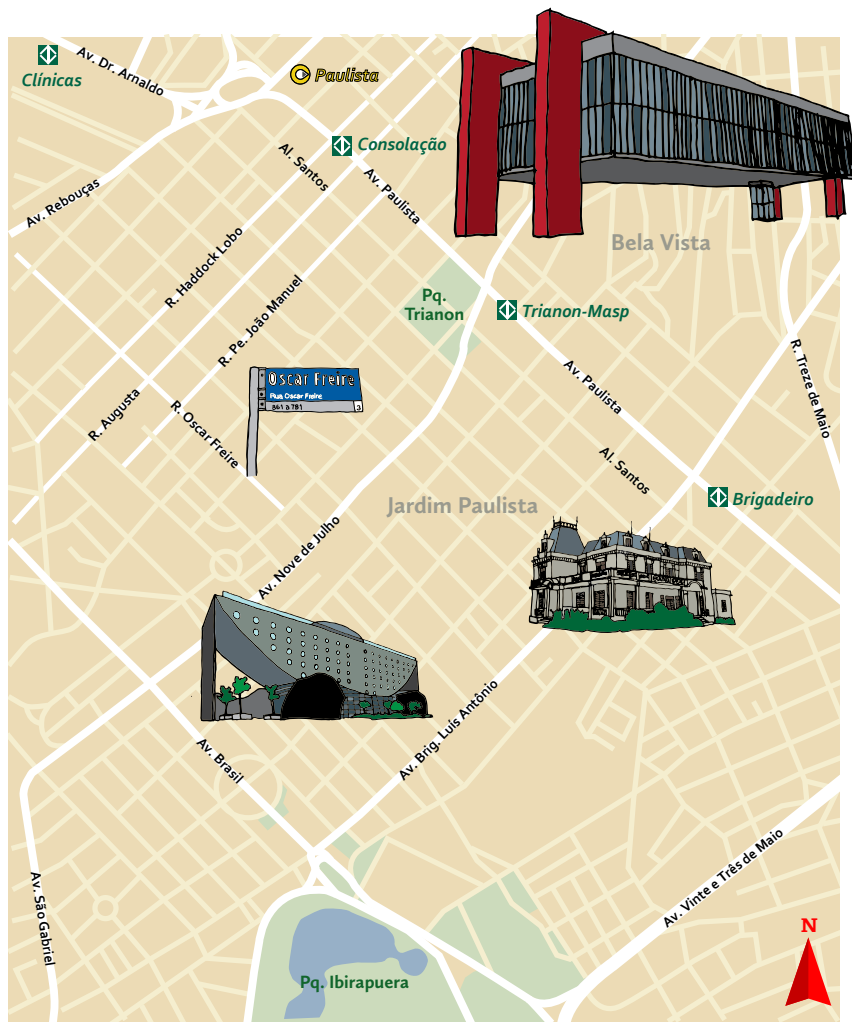 Av. Dr. Arnaldo
Clínicas
Paulista
Consolação
Al. Santos
Av. Paulista
Av. Rebouças
R. Haddock Lobo
Bela Vista
R. Pe. João Manuel
Pq.
Trianon
Trianon-Masp
R. Treze de Maio
Av. Paulista
Oscar Freire
Rua Oscar Freire
861 a 781
3
R. Augusta
R. Oscar Freire
Al. Santos
Brigadeiro
Jardim Paulista
Av. Nove de Julho
Av. Brig. Luís Antônio
Av. Brasil
Av. São Gabriel
Av. Vinte e Três de Maio
N
Pq. Ibirapuera